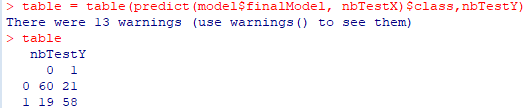 > table = table(predict(model$finalModel, nbTestX)$class,nbTestY)
There were 13 warnings (use warnings() to see them)
> table
   nbTestY
     0  1
  0 60 21
  1 19 58